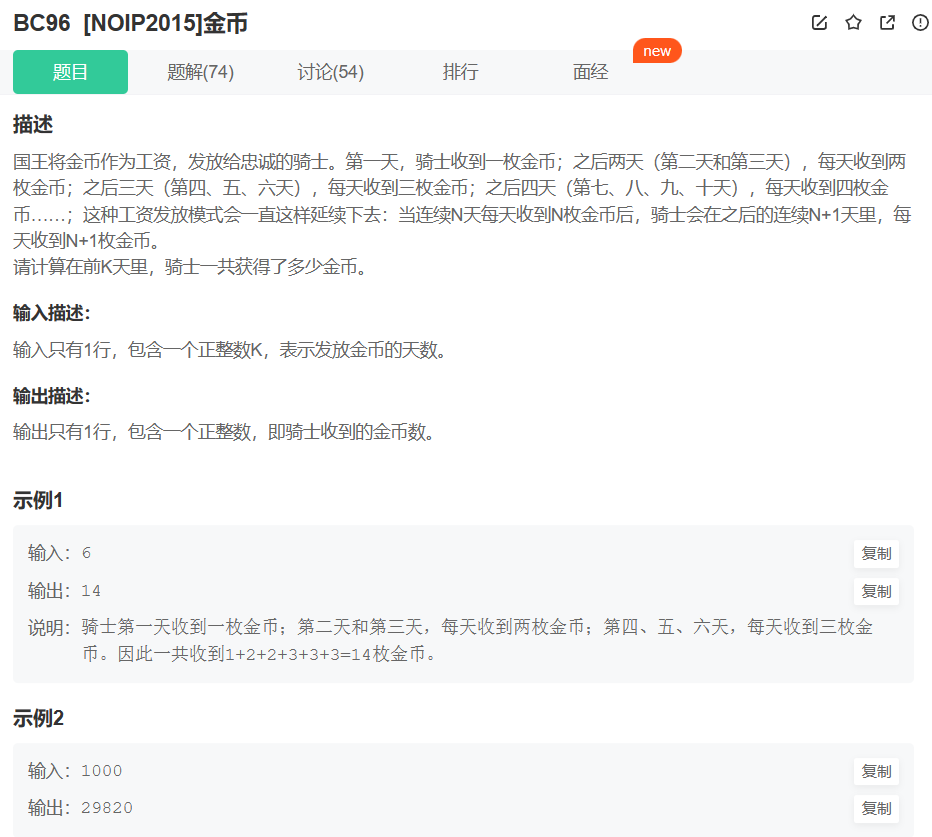 BC96 [NOIP2015]金币
new
题目 题解(74) 讨论(54) 排行 面经
描述
国王将金币作为工资，发放给忠诚的骑士。第一天，骑士收到一枚金币；之后两天（第二天和第三天），每天收到两
枚金币；之后三天（第四、五、六天），每天收到三枚金币；之后四天（第七、八、九、十天），每天收到四枚金
币……；这种工资发放模式会一直这样延续下去：当连续N天每天收到N枚金币后，骑士会在之后的连续N+1天里，每
天收到N+1枚金币。
请计算在前K天里，骑士一共获得了多少金币。
输入描述：
输入只有1行，包含一个正整数K，表示发放金币的天数。
输出描述：
输出只有1行，包含一个正整数，即骑士收到的金币数。
示例1
输入：6 复制
输出：14 复制
说明：骑士第一天收到一枚金币；第二天和第三天，每天收到两枚金币；第四、五、六天，每天收到三枚金
币。因此一共收到1+2+2+3+3+3=14枚金币。
示例2
输入：1000 复制
输出：29820 复制